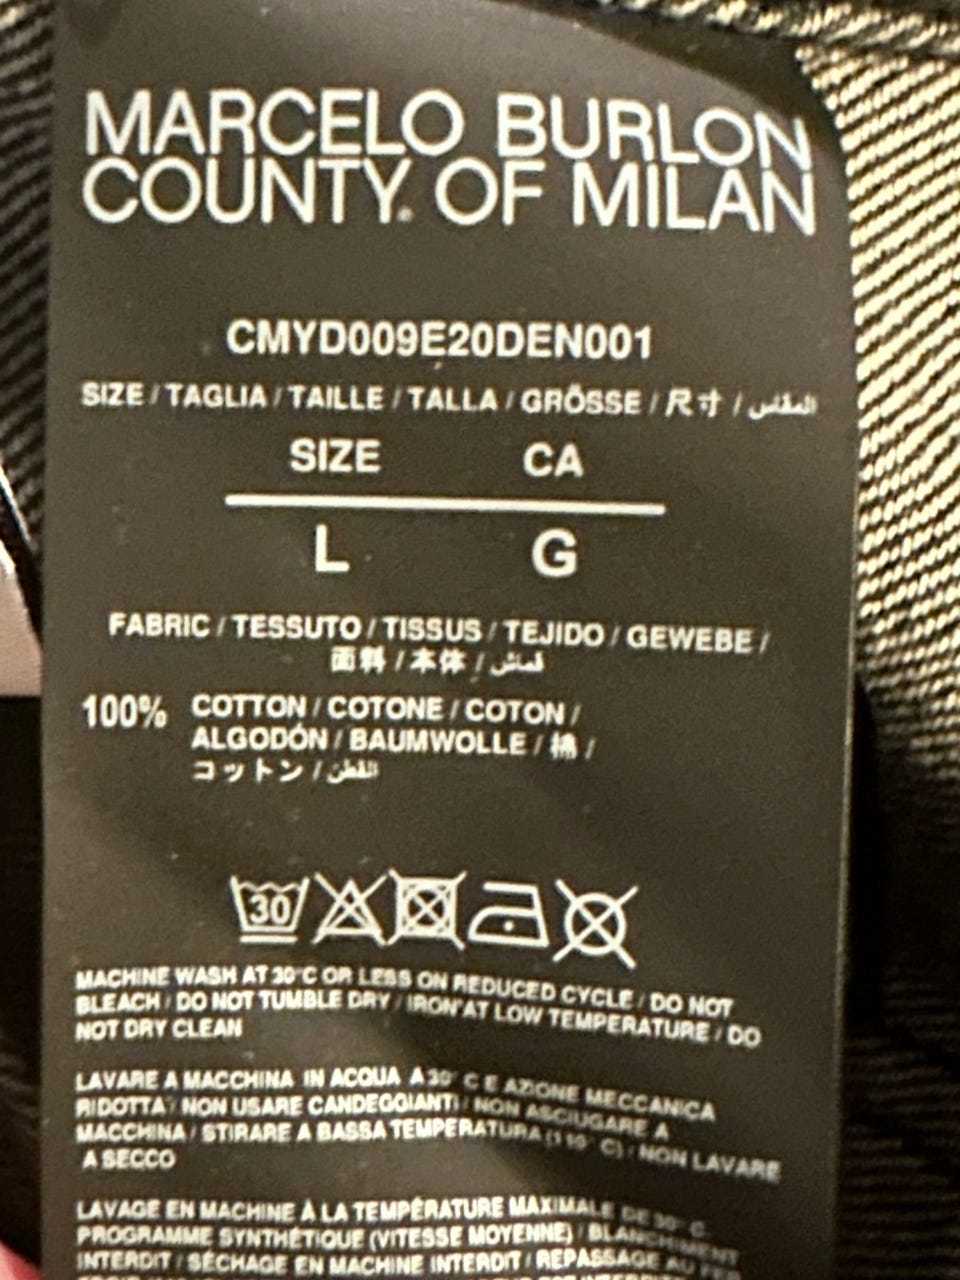 MARCELO BURLON
COUNTY OF MILAN
CMYD009E20DEN001
SIZE / TAGLIA / TAILLE / TALLA / GRÖSSE / 尺寸 / المقاس
SIZE CA
L G
FABRIC / TESSUTO / TISSUS / TEJIDO / GEWEBE /
面料 / 本体 / قماش
100% COTTON / COTONE / COTON /
ALGODÓN / BAUMWOLLE / 棉 /
コットン / القطن
30
MACHINE WASH AT 30°C OR LESS ON REDUCED CYCLE / DO NOT
BLEACH / DO NOT TUMBLE DRY / IRON AT LOW TEMPERATURE / DO
NOT DRY CLEAN
LAVARE A MACCHINA IN ACQUA A 30° C E AZIONE MECCANICA
RIDOTTA / NON USARE CANDEGGIANTI / NON ASCIUGARE A
MACCHINA / STIRARE A BASSA TEMPERATURA (110° C) / NON LAVARE
A SECCO
LAVAGE EN MACHINE À LA TEMPÉRATURE MAXIMALE DE 30° C.
PROGRAMME SYNTHÉTIQUE (VITESSE MOYENNE) / BLANCHIMENT
INTERDIT / SÉCHAGE EN MACHINE INTERDIT / REPASSAGE AU FER